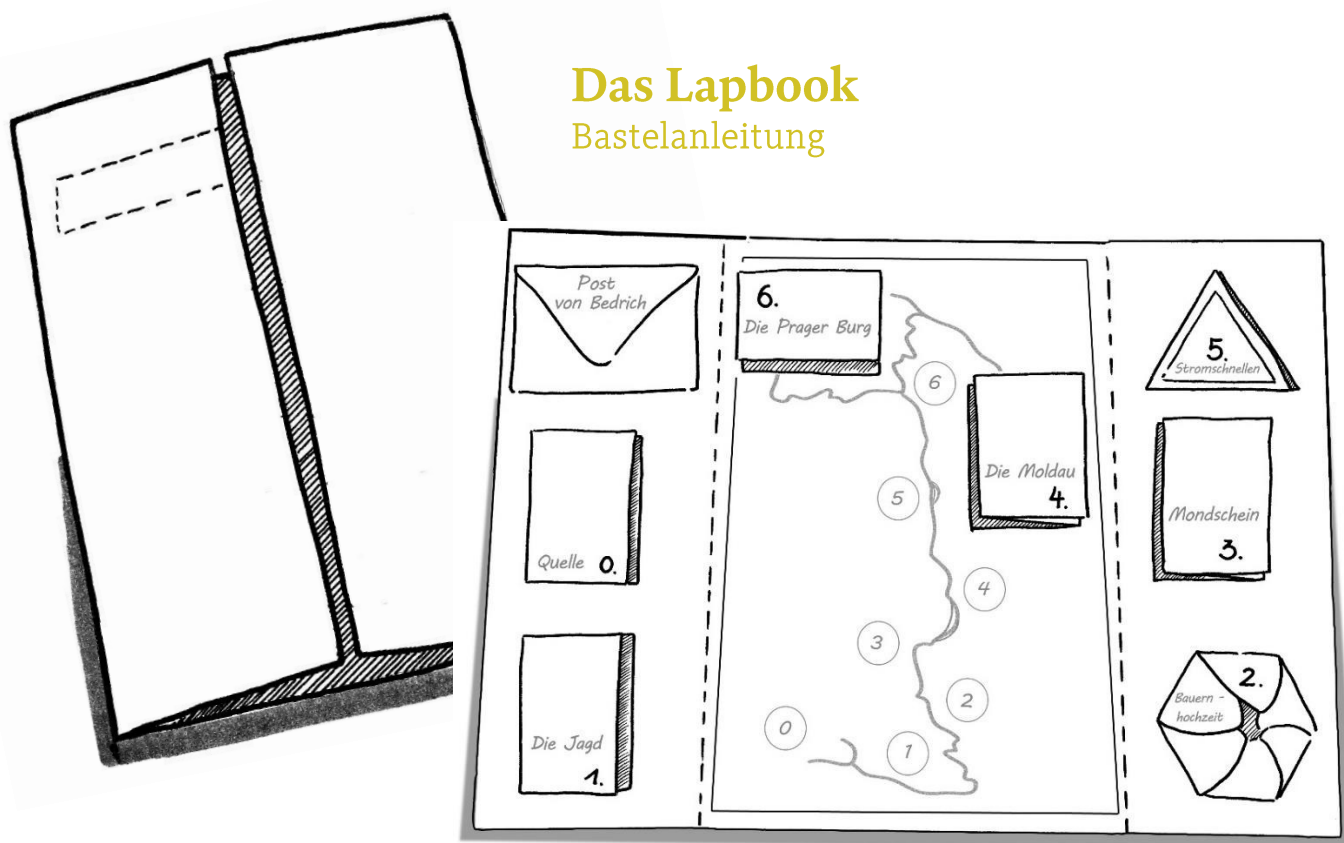 Das Lapbook
Bastelanleitung
Post
von Bedrich
Quelle 0.
Die Jagd
1.
6.
Die Prager Burg
Die Moldau
4.
6
5
4
3
2
1
0
5.
Stromschnellen
Mondschein
3.
2.
Bauern-
hochzeit